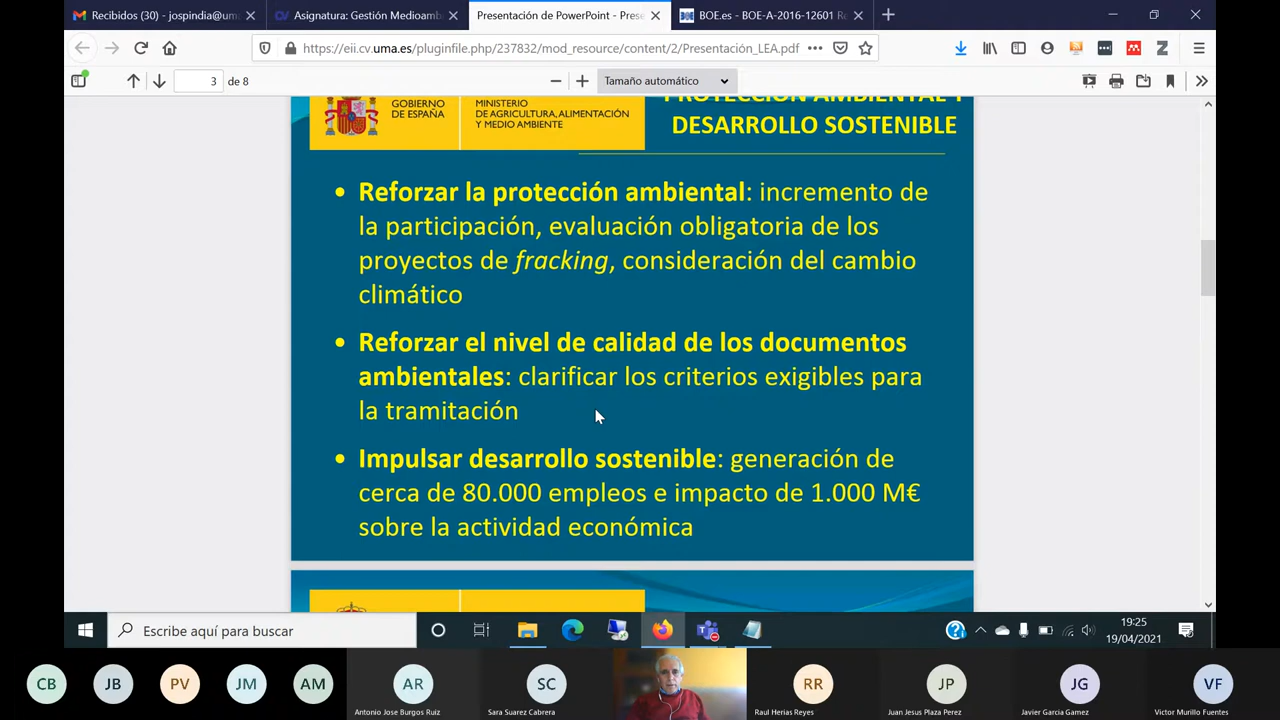 Recibidos (30) - jospindia@uma
Asignatura: Gestión Medioamb
Presentación de PowerPoint - Prese
BOE.es - BOE-A-2016-12601 Re
https://eii.cv.uma.es/pluginfile.php/237832/mod_resource/content/2/Presentación_LEA.pdf
3 de 8
Tamaño automático
GOBIERNO
DE ESPAÑA
MINISTERIO
DE AGRICULTURA, ALIMENTACIÓN
Y MEDIO AMBIENTE
PROTECCIÓN AMBIENTAL Y
DESARROLLO SOSTENIBLE
• Reforzar la protección ambiental: incremento de
la participación, evaluación obligatoria de los
proyectos de fracking, consideración del cambio
climático
• Reforzar el nivel de calidad de los documentos
ambientales: clarificar los criterios exigibles para
la tramitación
• Impulsar desarrollo sostenible: generación de
cerca de 80.000 empleos e impacto de 1.000 M€
sobre la actividad económica
Escribe aquí para buscar
19:25
19/04/2021
CB
JB
PV
JM
AM
AR
Antonio Jose Burgos Ruiz
SC
Sara Suarez Cabrera
RR
Raul Herias Reyes
JP
Juan Jesus Plaza Perez
JG
Javier Garcia Gamez
VF
Victor Murillo Fuentes